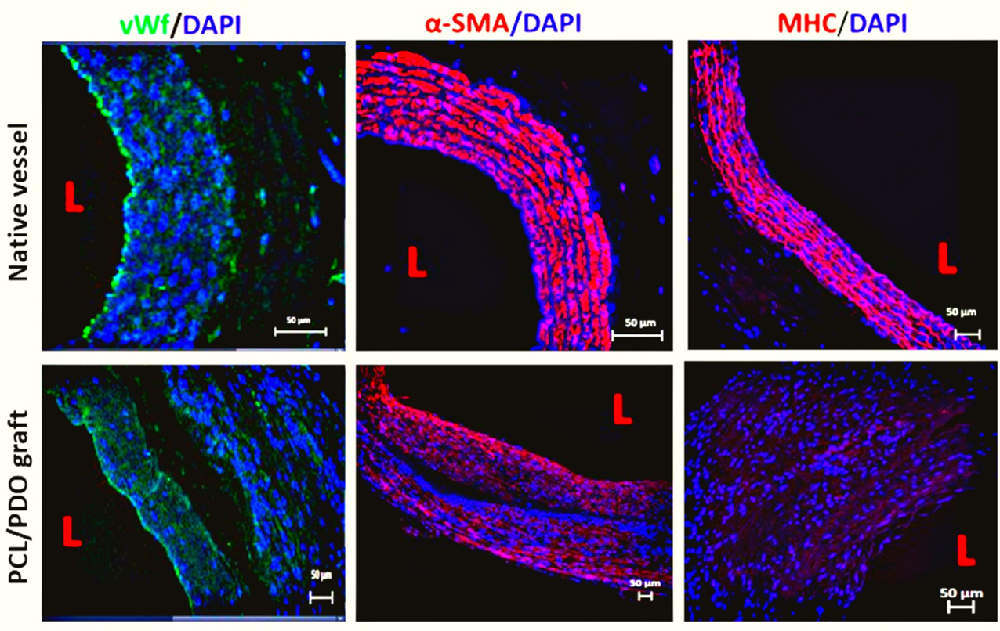 vWf/DAPI
α-SMA/DAPI
MHC/DAPI
Native vessel
L
50 µm
L
50 µm
L
50 µm
PCL/PDO graft
L
50 µm
L
50 µm
L
50 µm